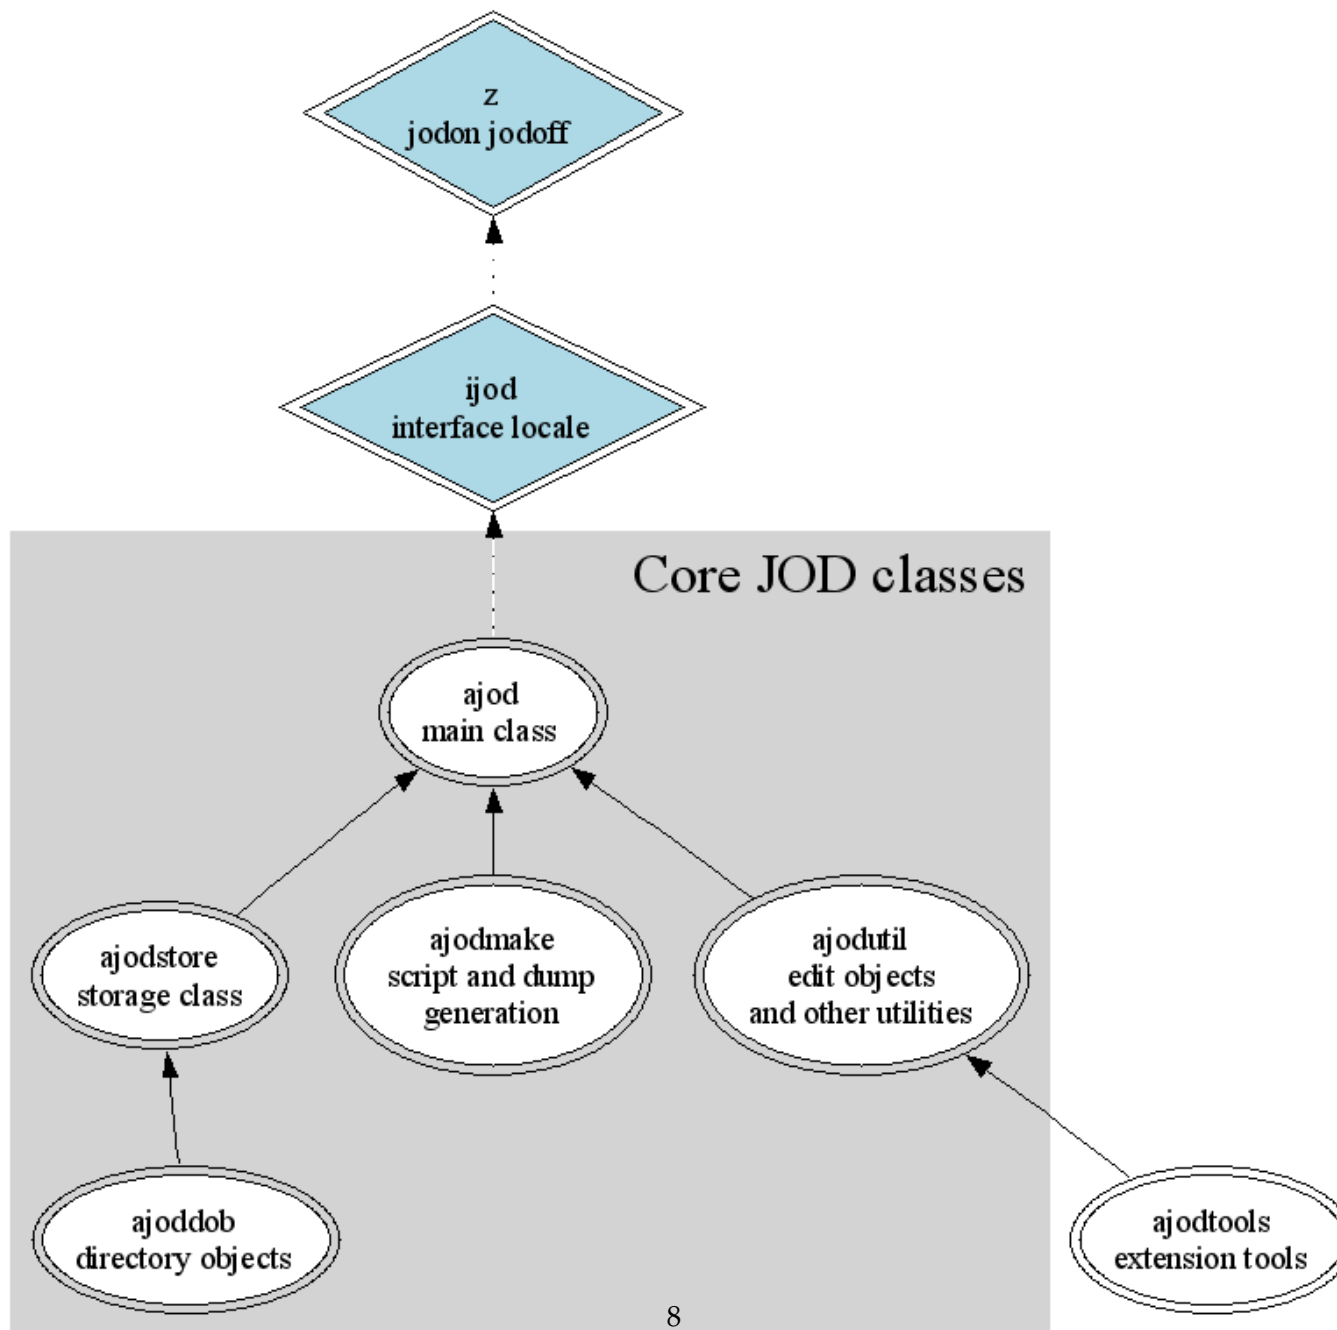 z
jodon jodoff
ijod
interface locale
Core JOD classes
ajod
main class
ajodstore
storage class
ajodmake
script and dump
generation
ajodutil
edit objects
and other utilities
ajoddob
directory objects
ajodtools
extension tools
8